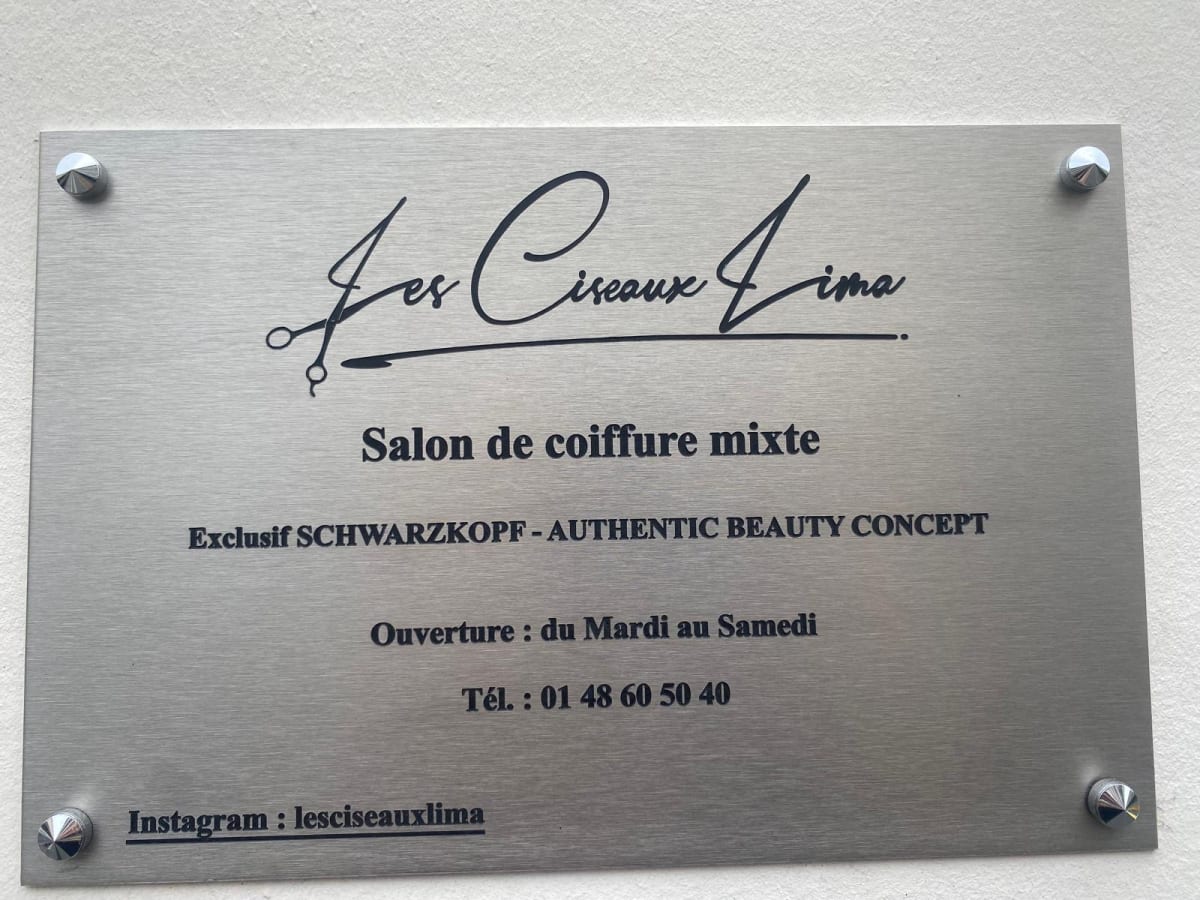 Les Ciseaux Lima
Salon de coiffure mixte
Exclusif SCHWARZKOPF - AUTHENTIC BEAUTY CONCEPT
Ouverture : du Mardi au Samedi
Tél. : 01 48 60 50 40
Instagram : lesciseauxlima